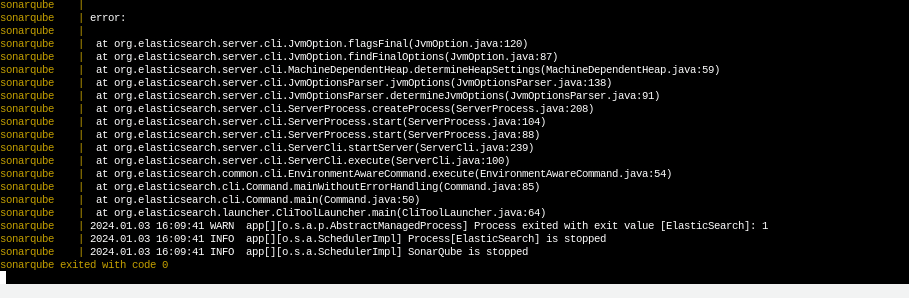 sonarqube    |
sonarqube    | error:
sonarqube    |
sonarqube    |  at org.elasticsearch.server.cli.JvmOption.flagsFinal(JvmOption.java:120)
sonarqube    |  at org.elasticsearch.server.cli.JvmOption.findFinalOptions(JvmOption.java:87)
sonarqube    |  at org.elasticsearch.server.cli.MachineDependentHeap.determineHeapSettings(MachineDependentHeap.java:59)
sonarqube    |  at org.elasticsearch.server.cli.JvmOptionsParser.jvmOptions(JvmOptionsParser.java:138)
sonarqube    |  at org.elasticsearch.server.cli.JvmOptionsParser.determineJvmOptions(JvmOptionsParser.java:91)
sonarqube    |  at org.elasticsearch.server.cli.ServerProcess.createProcess(ServerProcess.java:208)
sonarqube    |  at org.elasticsearch.server.cli.ServerProcess.start(ServerProcess.java:104)
sonarqube    |  at org.elasticsearch.server.cli.ServerProcess.start(ServerProcess.java:88)
sonarqube    |  at org.elasticsearch.server.cli.ServerCli.startServer(ServerCli.java:239)
sonarqube    |  at org.elasticsearch.server.cli.ServerCli.execute(ServerCli.java:100)
sonarqube    |  at org.elasticsearch.common.cli.EnvironmentAwareCommand.execute(EnvironmentAwareCommand.java:54)
sonarqube    |  at org.elasticsearch.cli.Command.mainWithoutErrorHandling(Command.java:85)
sonarqube    |  at org.elasticsearch.cli.Command.main(Command.java:50)
sonarqube    |  at org.elasticsearch.launcher.CliToolLauncher.main(CliToolLauncher.java:64)
sonarqube    | 2024.01.03 16:09:41 WARN  app[][o.s.a.p.AbstractManagedProcess] Process exited with exit value [ElasticSearch]: 1
sonarqube    | 2024.01.03 16:09:41 INFO  app[][o.s.a.SchedulerImpl] Process[ElasticSearch] is stopped
sonarqube    | 2024.01.03 16:09:41 INFO  app[][o.s.a.SchedulerImpl] SonarQube is stopped
sonarqube exited with code 0